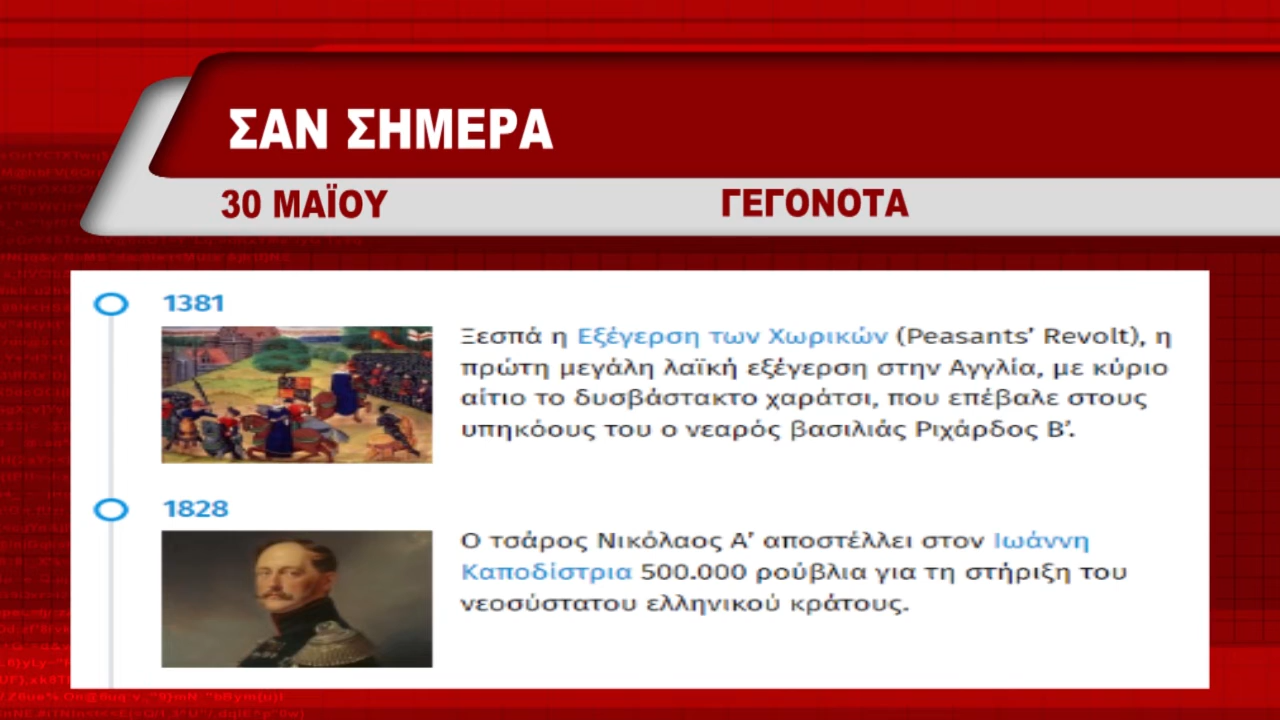 ΣΑΝ ΣΗΜΕΡΑ
30 ΜΑΪΟΥ
ΓΕΓΟΝΟΤΑ
1381
Ξεσπά η Εξέγερση των Χωρικών (Peasants’ Revolt), η
πρώτη μεγάλη λαϊκή εξέγερση στην Αγγλία, με κύριο
αίτιο το δυσβάστακτο χαράτσι, που επέβαλε στους
υπηκόους του ο νεαρός βασιλιάς Ριχάρδος Β’.
1828
Ο τσάρος Νικόλαος Α’ αποστέλλει στον Ιωάννη
Καποδίστρια 500.000 ρούβλια για τη στήριξη του
νεοσύστατου ελληνικού κράτους.